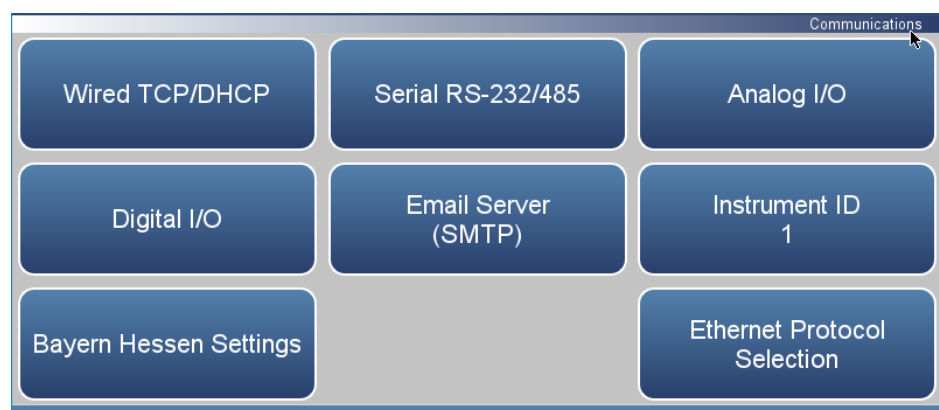 Communications
Wired TCP/DHCP
Serial RS-232/485
Analog I/O
Digital I/O
Email Server
(SMTP)
Instrument ID
1
Bayern Hessen Settings
Ethernet Protocol
Selection